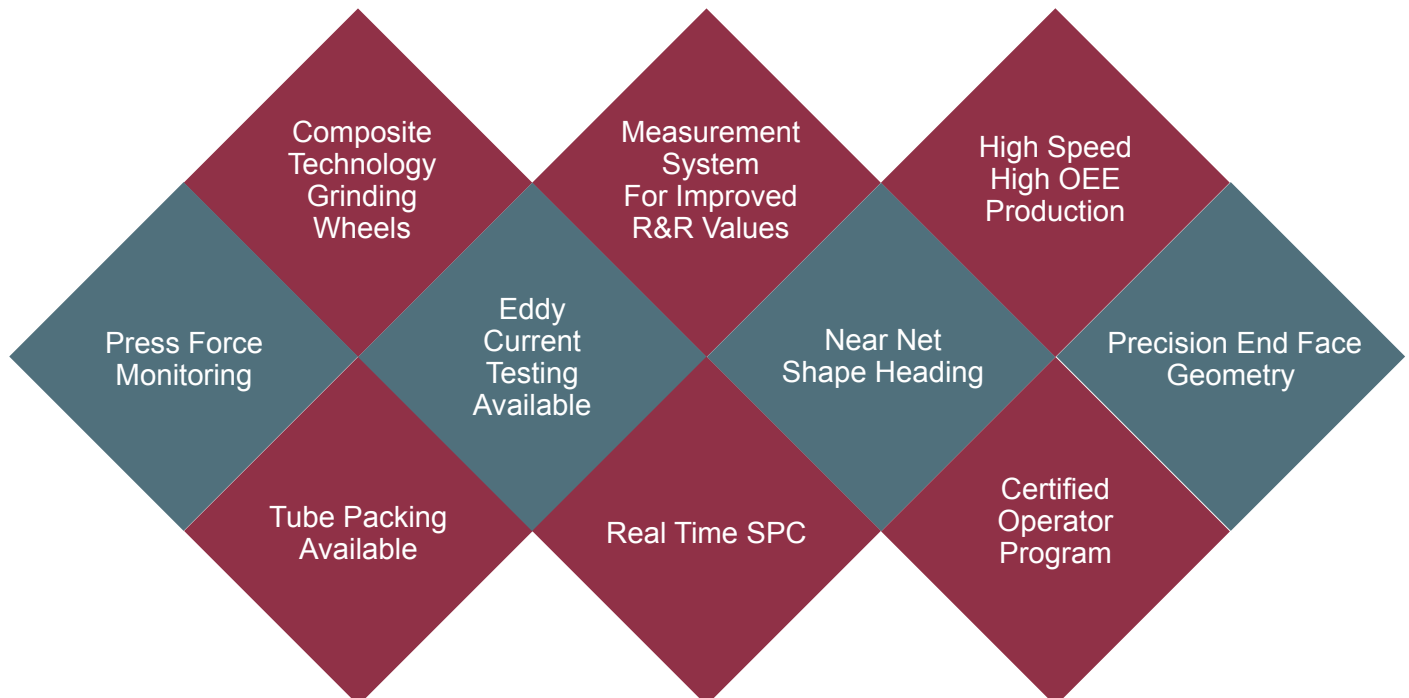 Composite
Technology
Grinding
Wheels
Measurement
System
For Improved
R&R Values
High Speed
High OEE
Production
Press Force
Monitoring
Eddy
Current
Testing
Available
Near Net
Shape Heading
Precision End Face
Geometry
Tube Packing
Available
Real Time SPC
Certified
Operator
Program